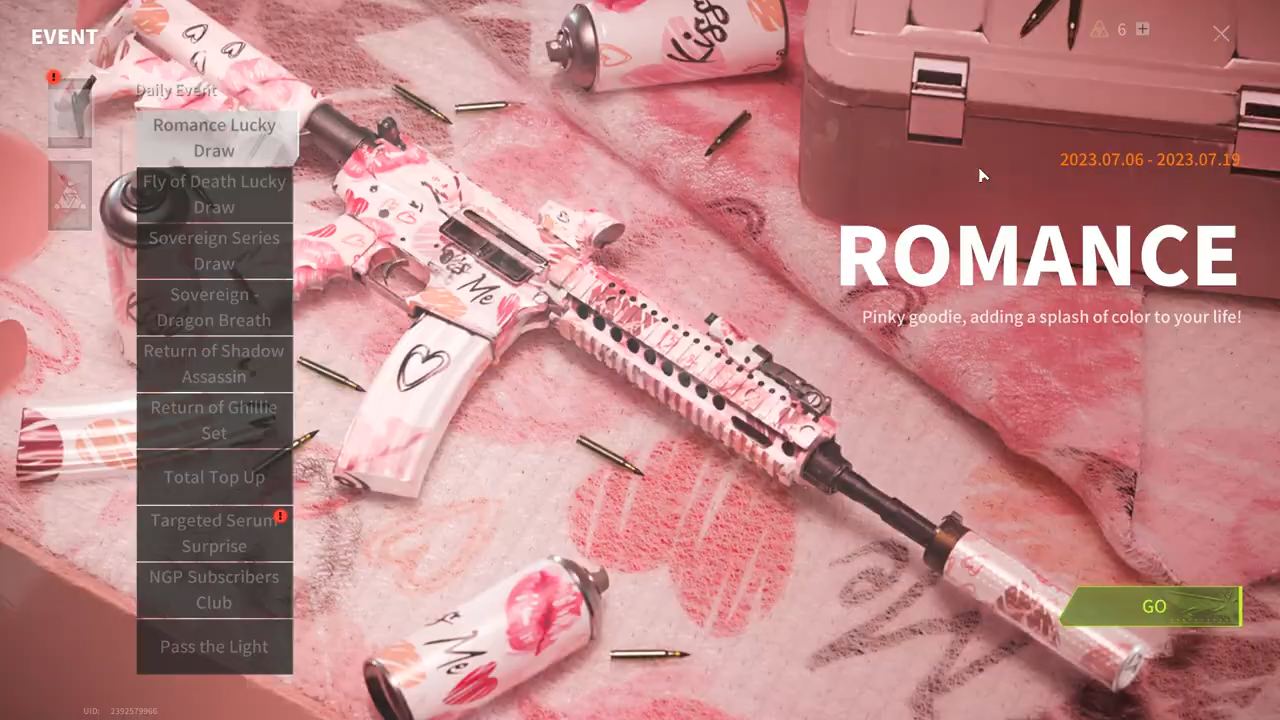 EVENT
6
Daily Event
Romance Lucky
Draw
Fly of Death Lucky
Draw
Sovereign Series
Draw
Sovereign -
Dragon Breath
Return of Shadow
Assassin
Return of Ghillie
Set
Total Top Up
Targeted Serum
Surprise
NGP Subscribers
Club
Pass the Light
2023.07.06 - 2023.07.19
ROMANCE
Pinky goodie, adding a splash of color to your life!
GO
Kiss
Kiss Me
Me
UID: 2392579966